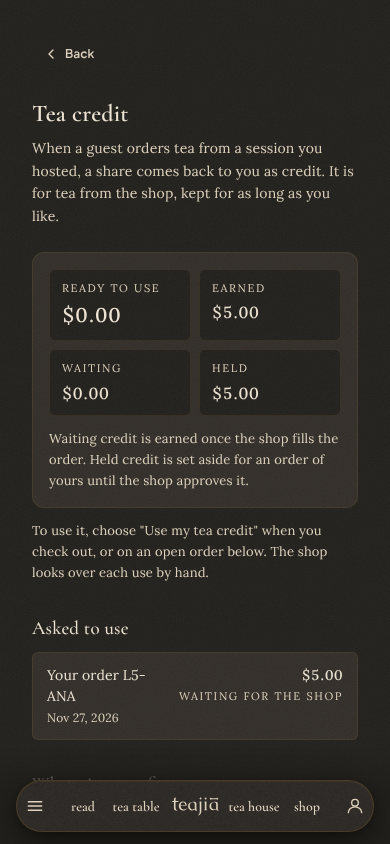 Back
Tea credit
When a guest orders tea from a session you
hosted, a share comes back to you as credit. It is
for tea from the shop, kept for as long as you
like.
READY TO USE
$0.00
EARNED
$5.00
WAITING
$0.00
HELD
$5.00
Waiting credit is earned once the shop fills the
order. Held credit is set aside for an order of
yours until the shop approves it.
To use it, choose "Use my tea credit" when you
check out, or on an open order below. The shop
looks over each use by hand.
Asked to use
Your order L5-
ANA
Nov 27, 2026
$5.00
WAITING FOR THE SHOP
read
tea table
teajiā
tea house
shop